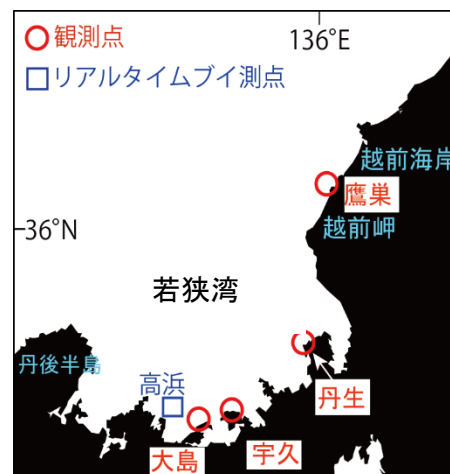 観測点
リアルタイムブイ測点
136°E
越前海岸
鷹巣
越前岬
36°N
若狭湾
丹後半島
高浜
丹生
大島
宇久